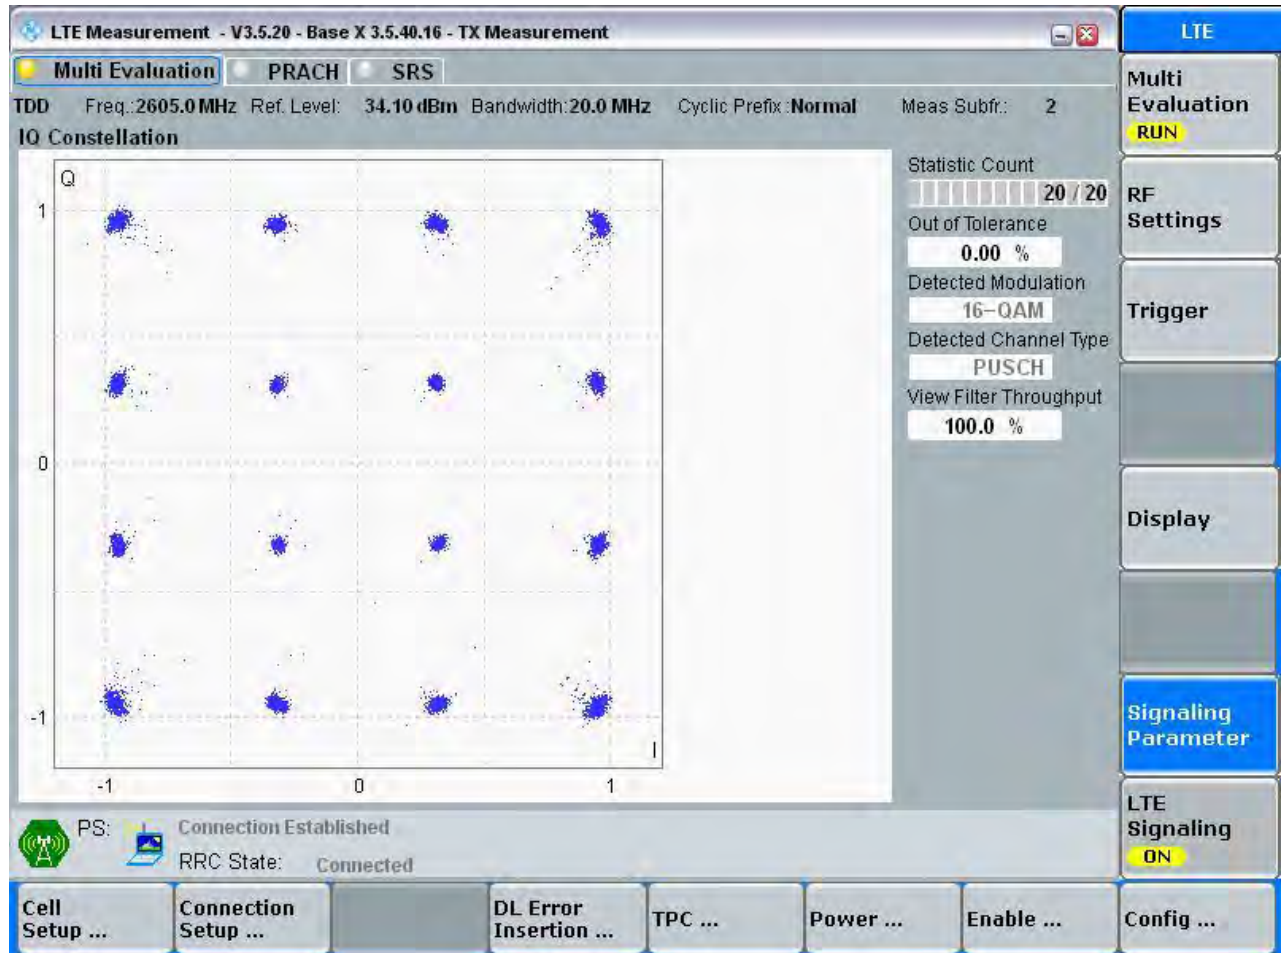 LTE Measurement - V3.5.20 - Base X 3.5.40.16 - TX Measurement
LTE
Multi Evaluation PRACH SRS
TDD Freq.:2605.0 MHz Ref. Level: 34.10 dBm Bandwidth:20.0 MHz Cyclic Prefix :Normal Meas Subfr.: 2
IQ Constellation
Q
1
0
-1
-1 0 1
I
Statistic Count
20 / 20
Out of Tolerance
0.00 %
Detected Modulation
16-QAM
Detected Channel Type
PUSCH
View Filter Throughput
100.0 %
Multi
Evaluation
RUN
RF
Settings
Trigger
Display
Signaling
Parameter
LTE
Signaling
ON
PS: Connection Established
RRC State: Connected
Cell
Setup ...
Connection
Setup ...
DL Error
Insertion ...
TPC ...
Power ...
Enable ...
Config ...